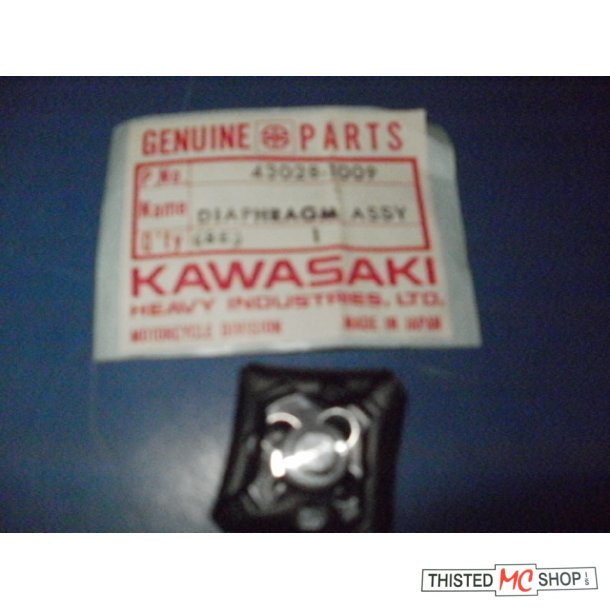 GENUINE PARTS
P.No. 43028-1009
Name DIAPHRAGM ASSY
Q'ty 1
KAWASAKI
HEAVY INDUSTRIES, LTD.
MOTORCYCLE DIVISION MADE IN JAPAN
THISTED MC SHOP I/S